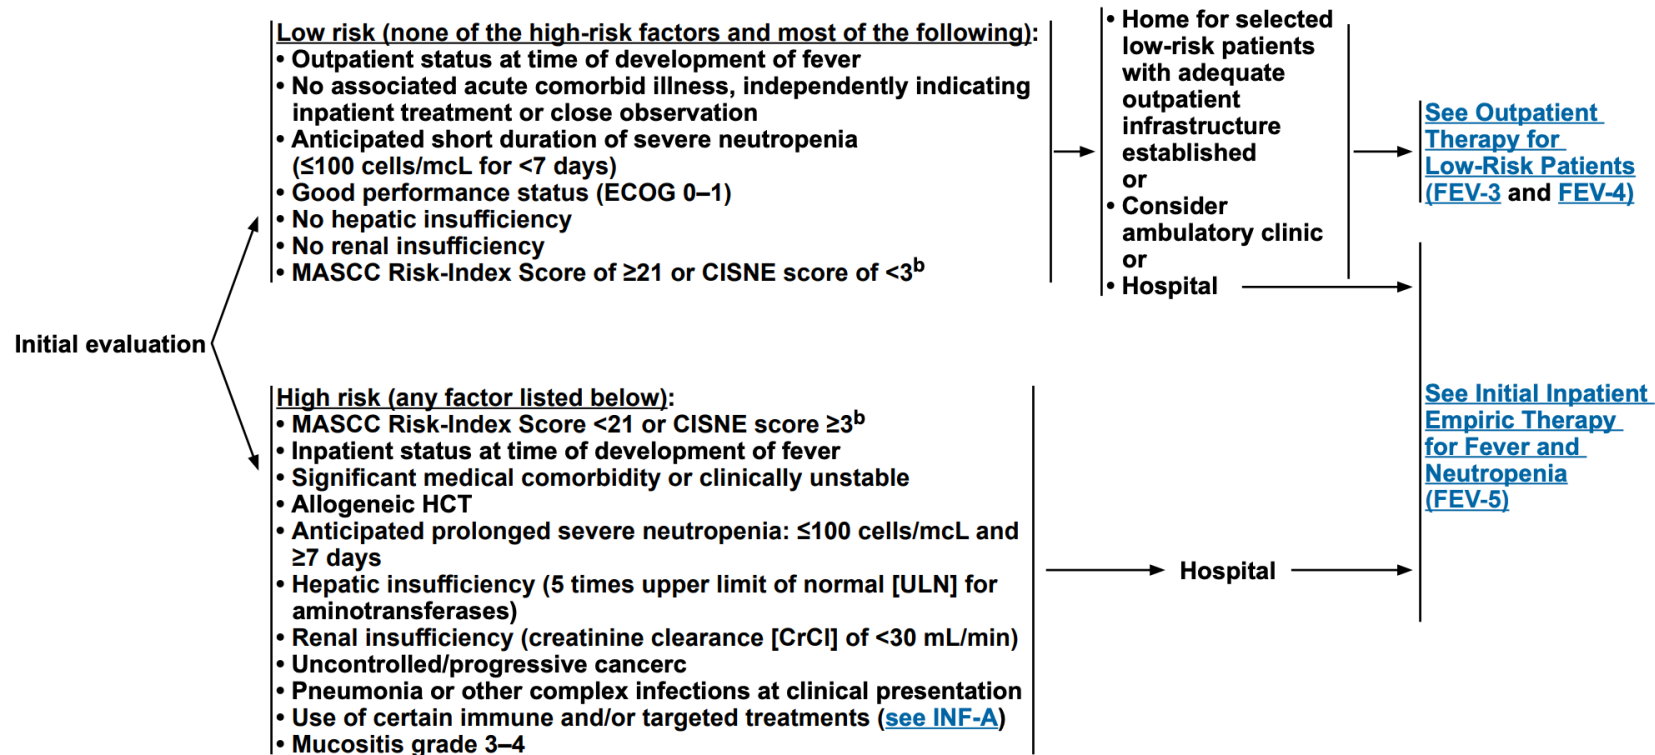 Low risk (none of the high-risk factors and most of the following):
• Outpatient status at time of development of fever
• No associated acute comorbid illness, independently indicating
inpatient treatment or close observation
• Anticipated short duration of severe neutropenia
(≤100 cells/mcL for <7 days)
• Good performance status (ECOG 0–1)
• No hepatic insufficiency
• No renal insufficiency
• MASCC Risk-Index Score of ≥21 or CISNE score of <3b
• Home for selected
low-risk patients
with adequate
outpatient
infrastructure
established
or
• Consider
ambulatory clinic
or
• Hospital
See Outpatient
Therapy for
Low-Risk Patients
(FEV-3 and FEV-4)
Initial evaluation
High risk (any factor listed below):
• MASCC Risk-Index Score <21 or CISNE score ≥3b
• Inpatient status at time of development of fever
• Significant medical comorbidity or clinically unstable
• Allogeneic HCT
• Anticipated prolonged severe neutropenia: ≤100 cells/mcL and
≥7 days
• Hepatic insufficiency (5 times upper limit of normal [ULN] for
aminotransferases)
• Renal insufficiency (creatinine clearance [CrCl] of <30 mL/min)
• Uncontrolled/progressive cancerc
• Pneumonia or other complex infections at clinical presentation
• Use of certain immune and/or targeted treatments (see INF-A)
• Mucositis grade 3–4
Hospital
See Initial Inpatient
Empiric Therapy
for Fever and
Neutropenia
(FEV-5)